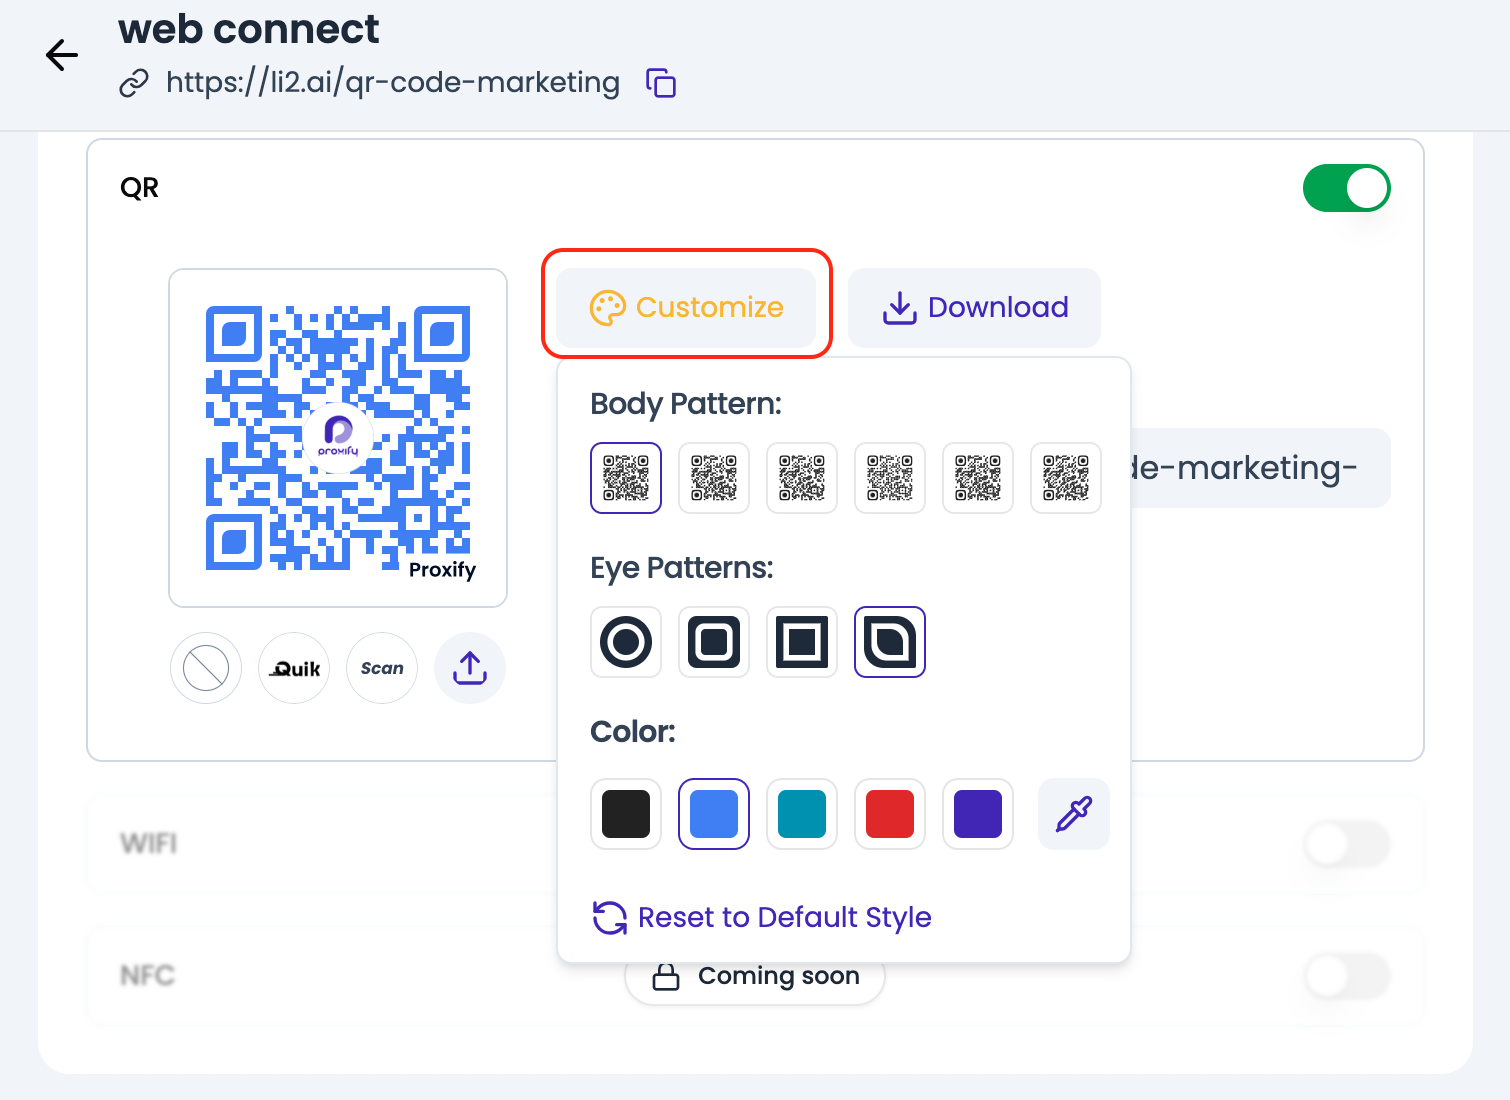 web connect
https://li2.ai/qr-code-marketing
QR
Customize
Download
proxify
Proxify
Quik
Scan
Body Pattern:
de-marketing-
Eye Patterns:
Color:
Reset to Default Style
WIFI
NFC
Coming soon